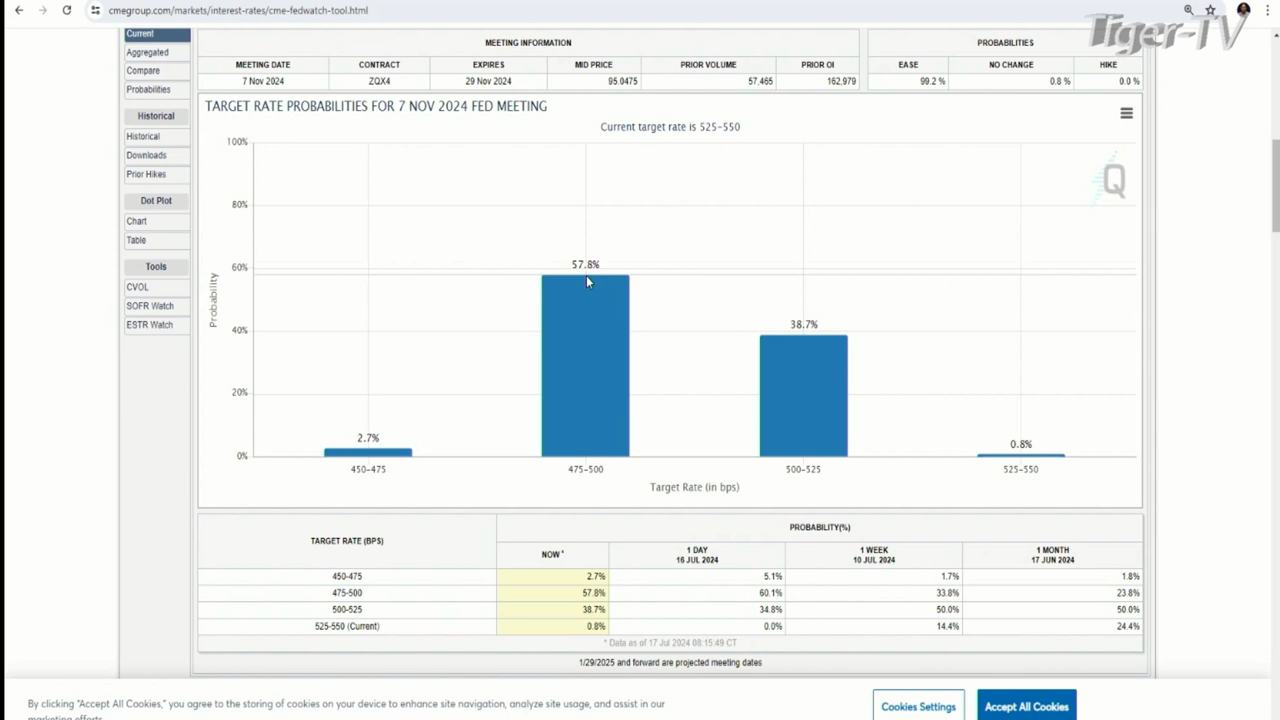 cmegroup.com/markets/interest-rates/cme-fedwatch-tool.html
Tiger-TV
Current
Aggregated
Compare
Probabilities
Historical
Historical
Downloads
Prior Hikes
Dot Plot
Chart
Table
Tools
CVOL
SOFR Watch
ESTR Watch
MEETING INFORMATION
MEETING DATE CONTRACT EXPIRES MID PRICE PRIOR VOLUME PRIOR OI
7 Nov 2024 ZQX4 29 Nov 2024 95.0475 57,465 162,979
PROBABILITIES
EASE NO CHANGE HIKE
99.2 % 0.8 % 0.0 %
TARGET RATE PROBABILITIES FOR 7 NOV 2024 FED MEETING
Current target rate is 525-550
Q
Probability
100%
80%
60%
40%
20%
0%
2.7%
57.8%
38.7%
0.8%
450-475 475-500 500-525 525-550
Target Rate (in bps)
TARGET RATE (BPS) PROBABILITY(%)
NOW * 1 DAY 16 JUL 2024 1 WEEK 10 JUL 2024 1 MONTH 17 JUN 2024
450-475 2.7% 5.1% 1.7% 1.8%
475-500 57.8% 60.1% 33.8% 23.8%
500-525 38.7% 34.8% 50.0% 50.0%
525-550 (Current) 0.8% 0.0% 14.4% 24.4%
* Data as of 17 Jul 2024 08:15:49 CT
1/29/2025 and forward are projected meeting dates
By clicking "Accept All Cookies," you agree to the storing of cookies on your device to enhance site navigation, analyze site usage, and assist in our
marketing efforts.
Cookies Settings
Accept All Cookies